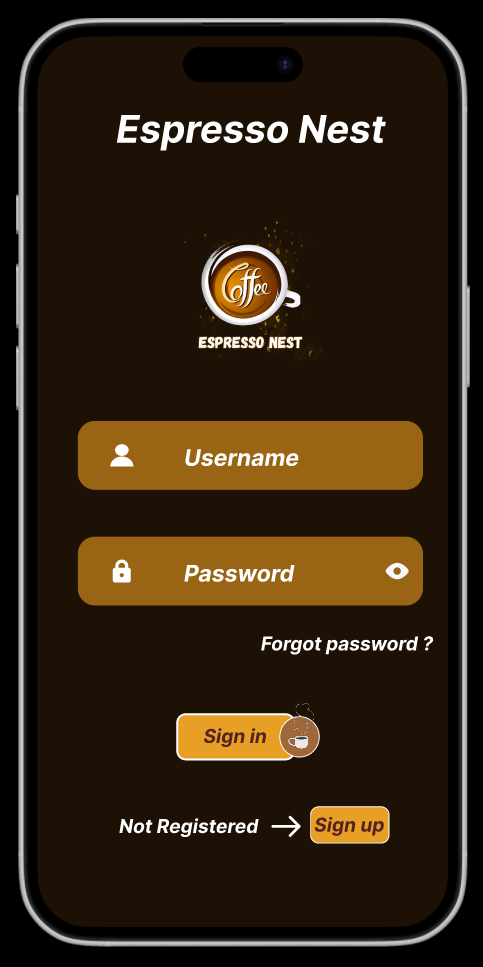 Espresso Nest
Coffee
ESPRESSO NEST
Username
Password
Forgot password ?
Sign in
Not Registered
Sign up